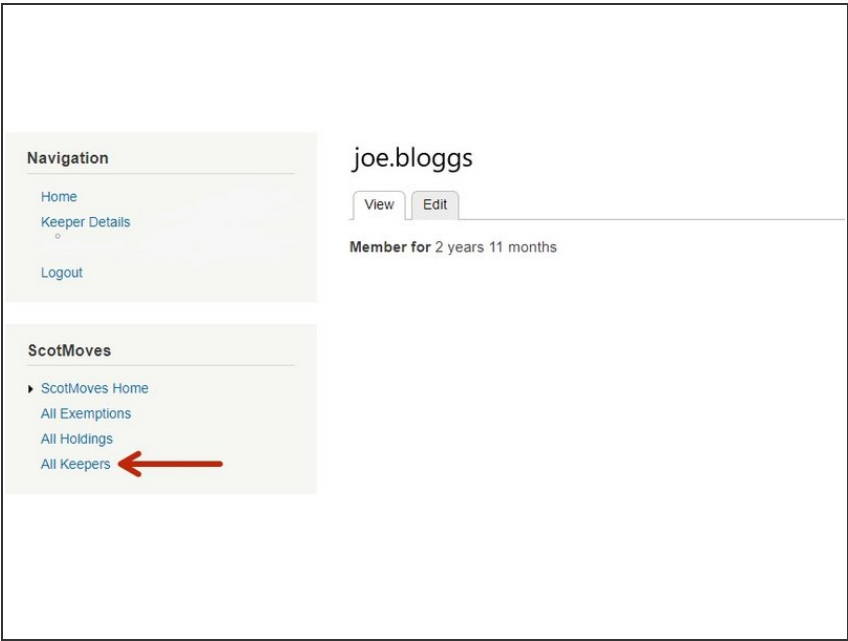 Navigation
Home
Keeper Details
Logout
ScotMoves
ScotMoves Home
All Exemptions
All Holdings
All Keepers
joe.bloggs
View Edit
Member for 2 years 11 months